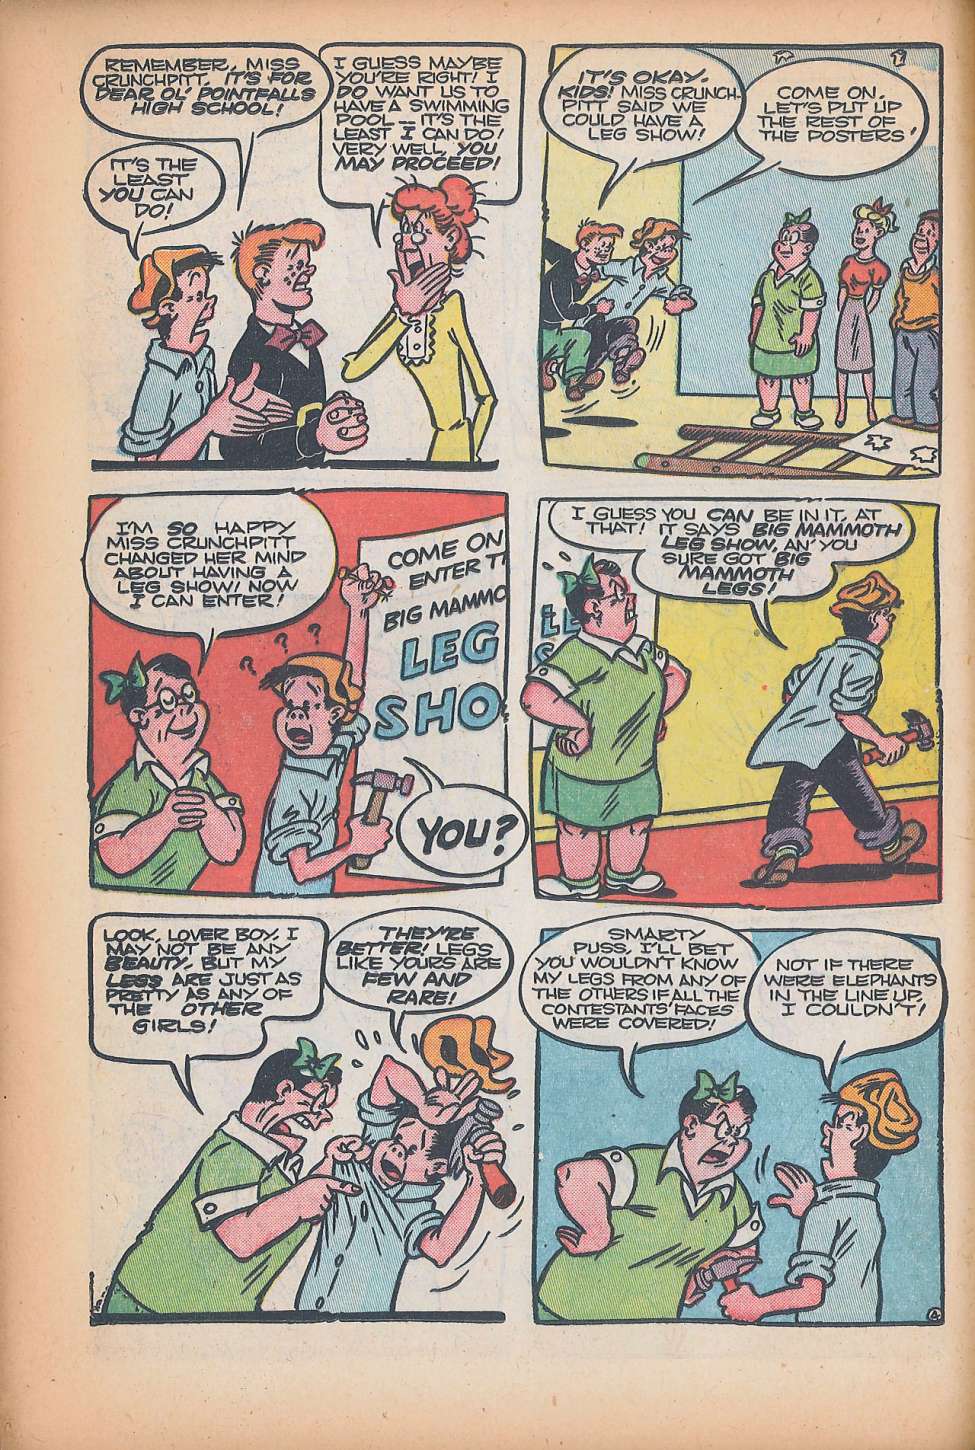 REMEMBER, MISS
CRUNCHPITT, IT'S FOR
DEAR OL' POINTFALLS
HIGH SCHOOL!
IT'S THE
LEAST
YOU CAN
DO!
I GUESS MAYBE
YOU'RE RIGHT! I
DO WANT US TO
HAVE A SWIMMING
POOL -- IT'S THE
LEAST I CAN DO!
VERY WELL, YOU
MAY PROCEED!
IT'S OKAY,
KIDS! MISS CRUNCH-
PITT SAID WE
COULD HAVE A
LEG SHOW!
COME ON,
LET'S PUT UP
THE REST OF
THE POSTERS!
I'M SO HAPPY
MISS CRUNCHPITT
CHANGED HER MIND
ABOUT HAVING A
LEG SHOW! NOW
I CAN ENTER!
? ? ?
COME ON
ENTER T
BIG MAMMO
LEG
SHO
YOU?
I GUESS YOU CAN BE IN IT, AT
THAT! IT SAYS BIG MAMMOTH
LEG SHOW, AN' YOU
SURE GOT BIG
MAMMOTH
LEGS!
LE
S
LOOK, LOVER BOY, I
MAY NOT BE ANY
BEAUTY, BUT MY
LEGS ARE JUST AS
PRETTY AS ANY OF
THE OTHER
GIRLS!
THEY'RE
BETTER! LEGS
LIKE YOURS ARE
FEW AND
RARE!
SMARTY
PUSS, I'LL BET
YOU WOULDN'T KNOW
MY LEGS FROM ANY OF
THE OTHERS IF ALL THE
CONTESTANTS' FACES
WERE COVERED!
NOT IF THERE
WERE ELEPHANTS
IN THE LINE UP,
I COULDN'T!
4